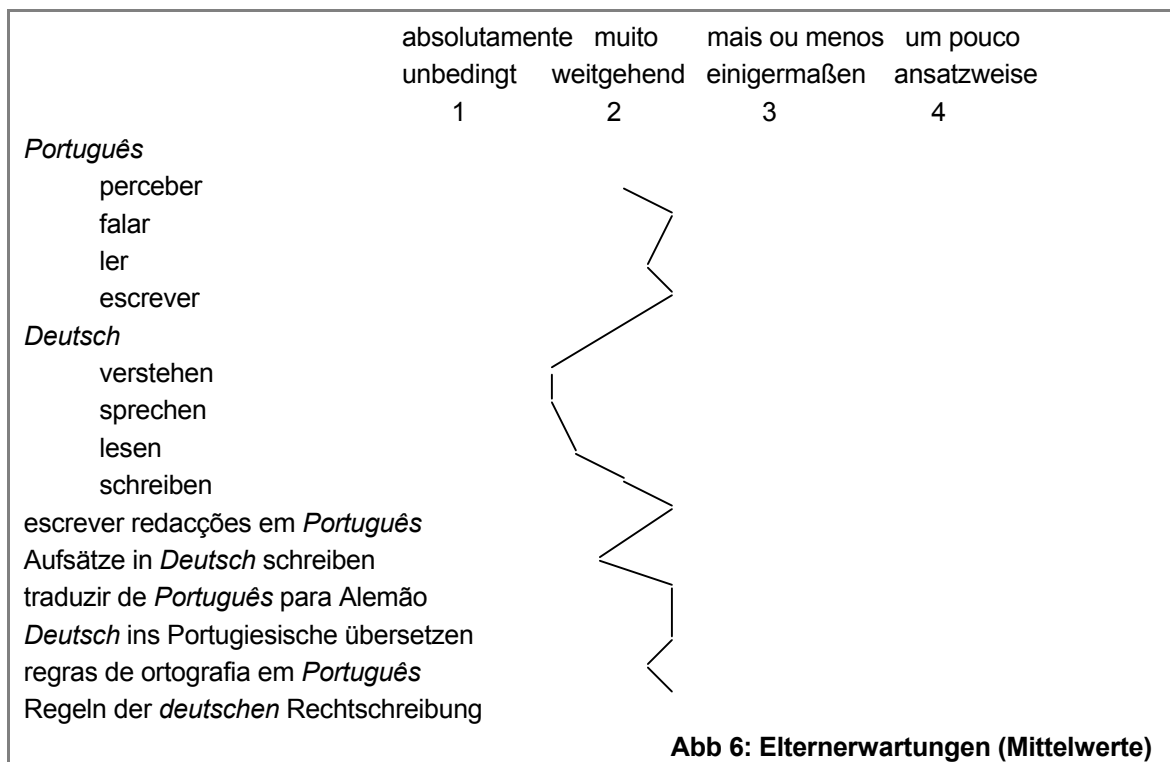 absolutamente muito mais ou menos um pouco
unbedingt weitgehend einigermaßen ansatzweise
1 2 3 4
Português
perceber
falar
ler
escrever
Deutsch
verstehen
sprechen
lesen
schreiben
escrever redacções em Português
Aufsätze in Deutsch schreiben
traduzir de Português para Alemão
Deutsch ins Portugiesische übersetzen
regras de ortografia em Português
Regeln der deutschen Rechtschreibung
Abb 6: Elternerwartungen (Mittelwerte)